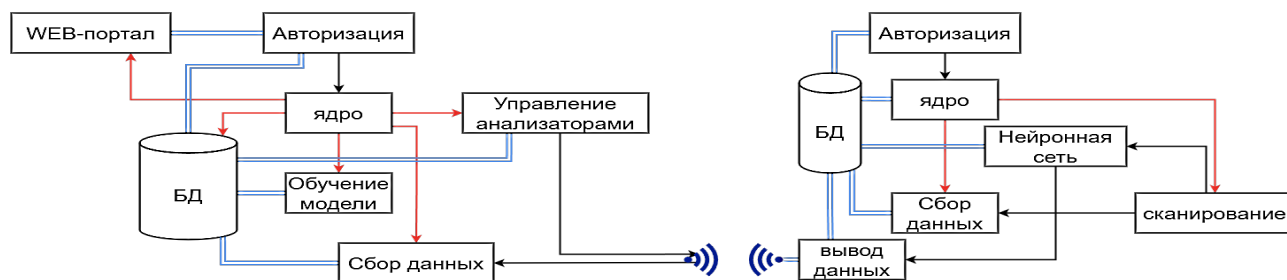 WEB-портал
Авторизация
ядро
Управление
анализаторами
БД
Обучение
модели
Сбор данных
Авторизация
ядро
БД
Нейронная
сеть
Сбор
данных
сканирование
вывод
данных